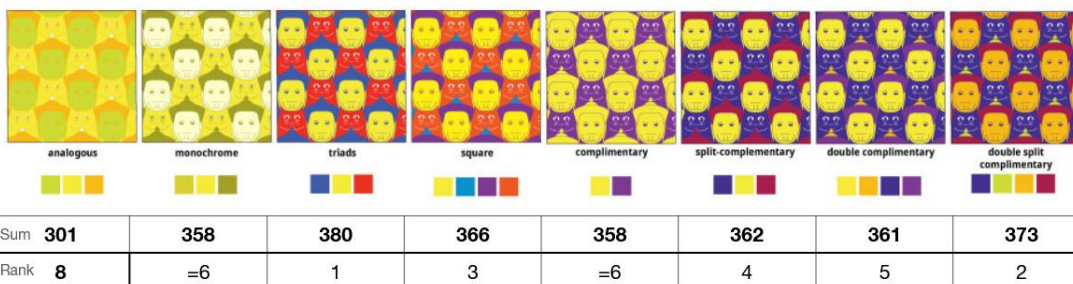 analogous monochrome triads square complimentary split-complementary double complimentary double split
complimentary
Sum 301 358 380 366 358 362 361 373
Rank 8 =6 1 3 =6 4 5 2